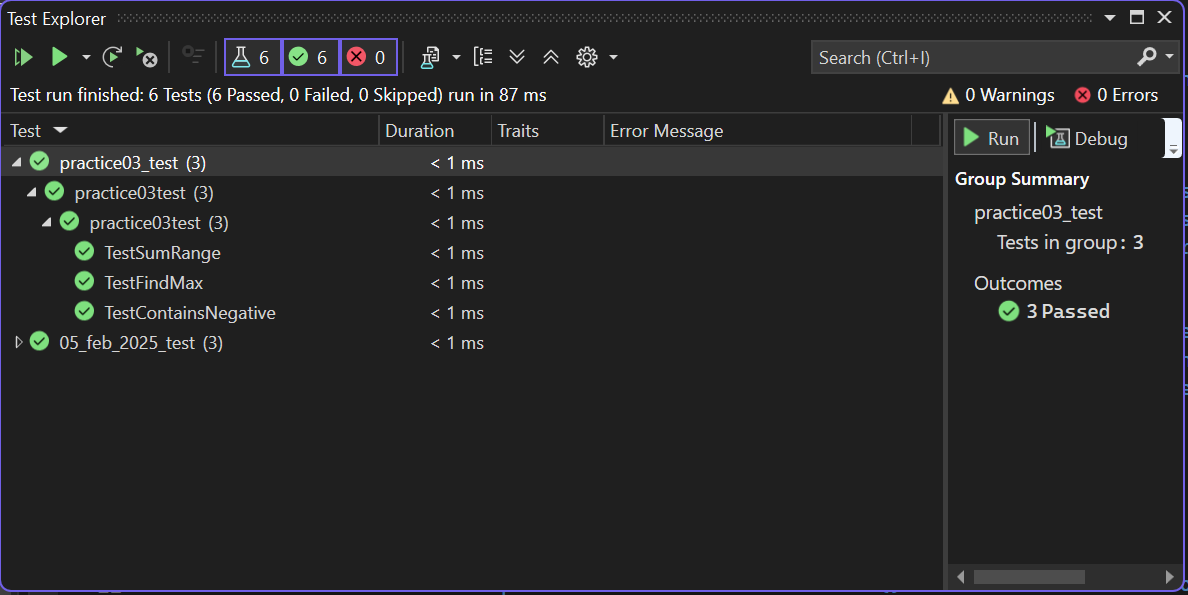 Test Explorer
6 6 0 Search (Ctrl+I)
Test run finished: 6 Tests (6 Passed, 0 Failed, 0 Skipped) run in 87 ms 0 Warnings 0 Errors
Test Duration Traits Error Message
practice03_test (3) < 1 ms
practice03test (3) < 1 ms
practice03test (3) < 1 ms
TestSumRange < 1 ms
TestFindMax < 1 ms
TestContainsNegative < 1 ms
05_feb_2025_test (3) < 1 ms
Run Debug
Group Summary
practice03_test
Tests in group: 3
Outcomes
3 Passed